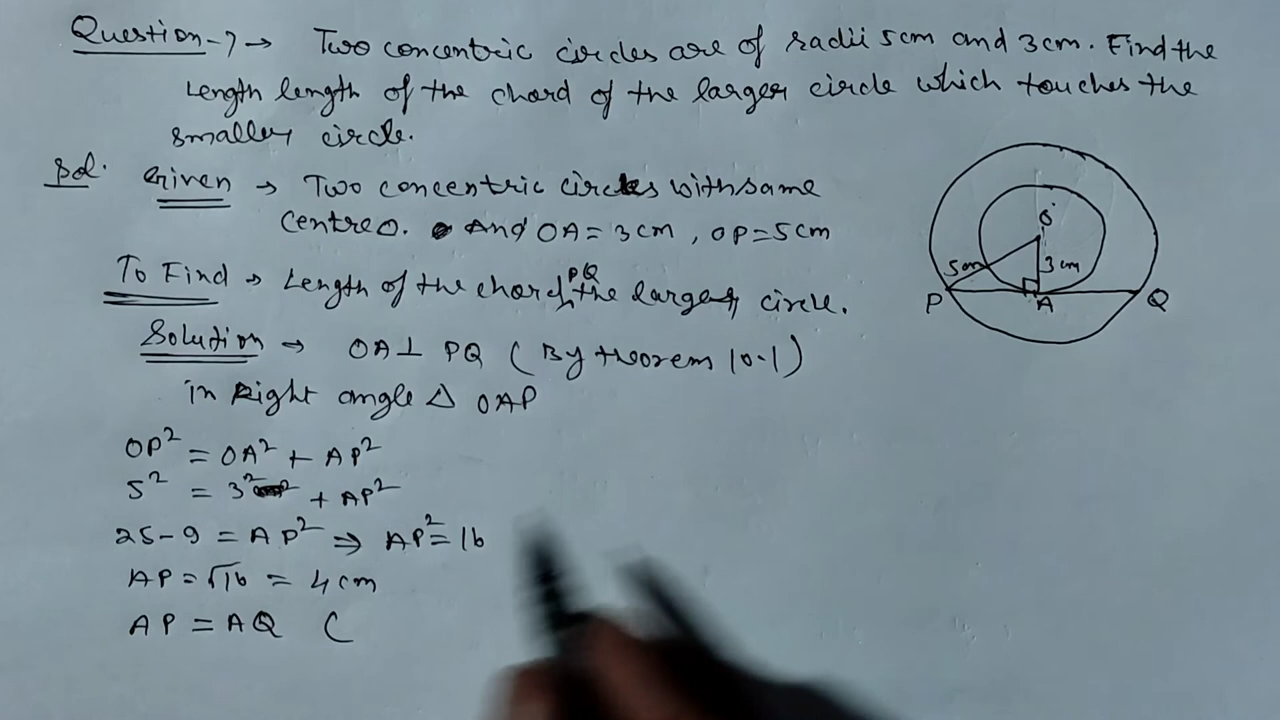 Question-7→ Two concentric circles are of radii 5cm and 3cm. Find the
Length length of the chord of the larger circle which touches the
smaller circle.
Sol. Given → Two concentric circles with same
Centre O. And OA = 3cm, OP = 5cm
To Find → Length of the chord PQ the larger circle.
Solution → OA ⊥ PQ (By theorem 10.1)
in Right angle Δ OAP
OP² = OA² + AP²
5² = 3² + AP²
25-9 = AP² ⇒ AP² = 16
AP = √16 = 4cm
AP = AQ (
O
5cm
3cm
P
A
Q